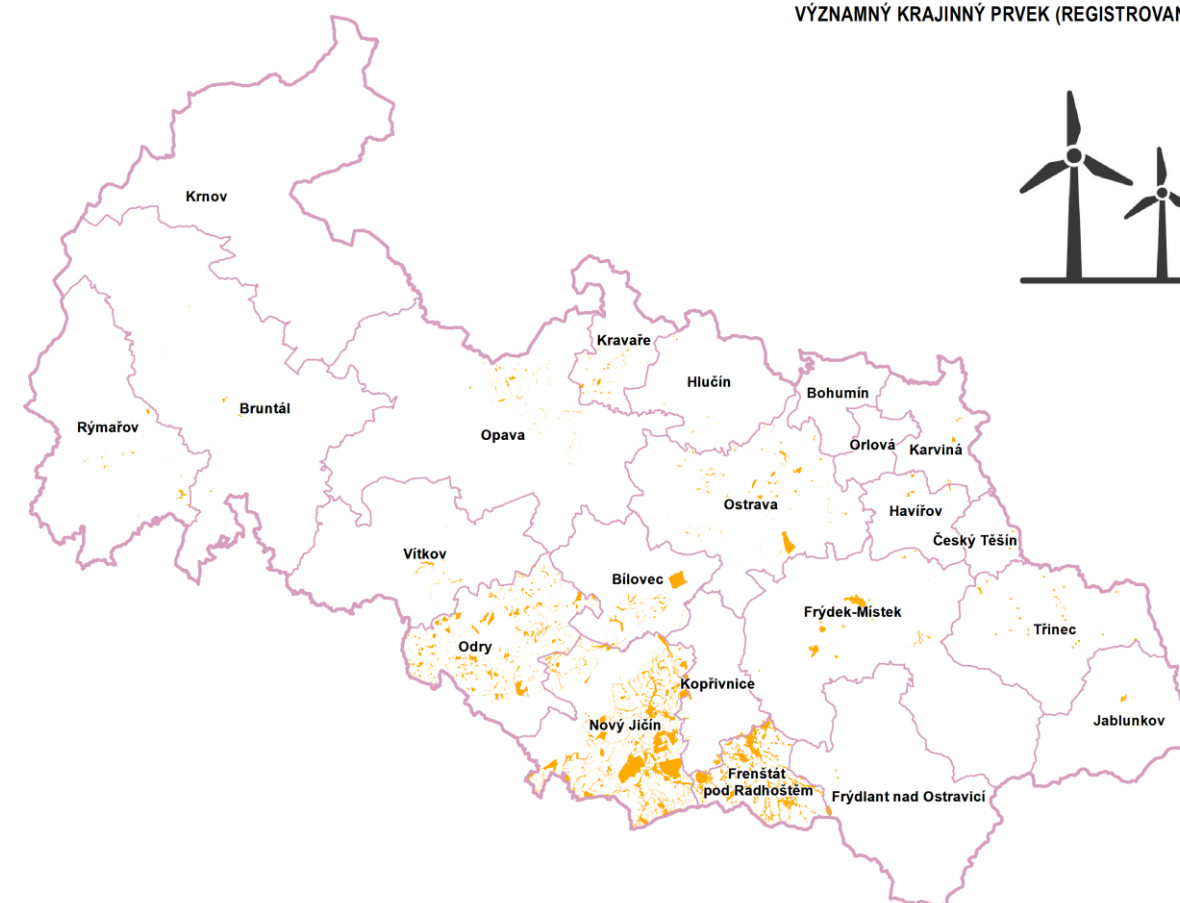 VÝZNAMNÝ KRAJINNÝ PRVEK (REGISTROVAN
Krnov
Kravaře
Hlučín
Bohumín
Rýmařov
Bruntál
Opava
Orlová
Karviná
Ostrava
Havířov
Český Těšín
Vítkov
Bílovec
Frýdek-Místek
Třinec
Odry
Kopřivnice
Nový Jičín
Jablunkov
Frenštát
pod Radhoštěm
Frýdlant nad Ostravicí